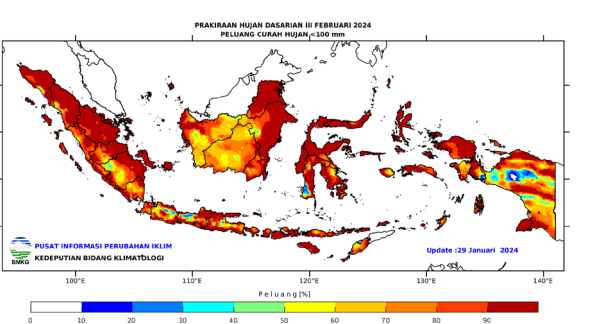 PRAKIRAAN HUJAN DASARIAN III FEBRUARI 2024
PELUANG CURAH HUJAN <100 mm
PUSAT INFORMASI PERUBAHAN IKLIM
KEDEPUTIAN BIDANG KLIMATOLOGI
BMKG
Update :29 Januari 2024
100°E 110°E 120°E 130°E 140°E
Peluang [%]
0 10 20 30 40 50 60 70 80 90